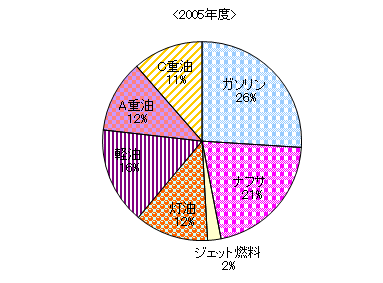 <2005年度>
ガソリン
26%
ナフサ
21%
ジェット燃料
2%
灯油
12%
軽油
16%
A重油
12%
C重油
11%